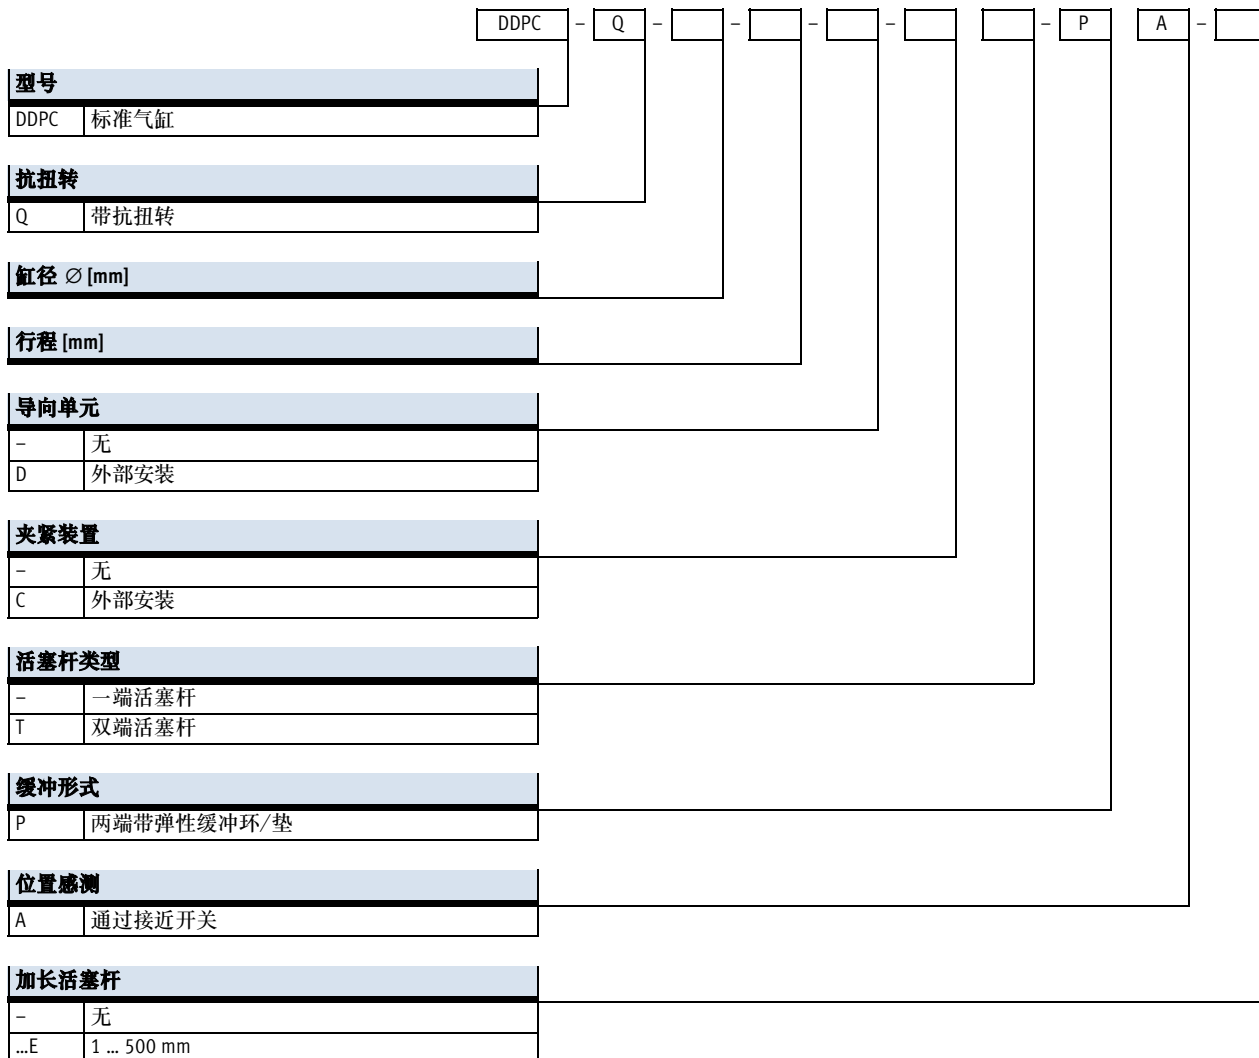 DDPC – Q – – – – – P A –
型号
DDPC 标准气缸
抗扭转
Q 带抗扭转
缸径 ∅ [mm]
行程 [mm]
导向单元
– 无
D 外部安装
夹紧装置
– 无
C 外部安装
活塞杆类型
– 一端活塞杆
T 双端活塞杆
缓冲形式
P 两端带弹性缓冲环/垫
位置感测
A 通过接近开关
加长活塞杆
– 无
...E 1 ... 500 mm